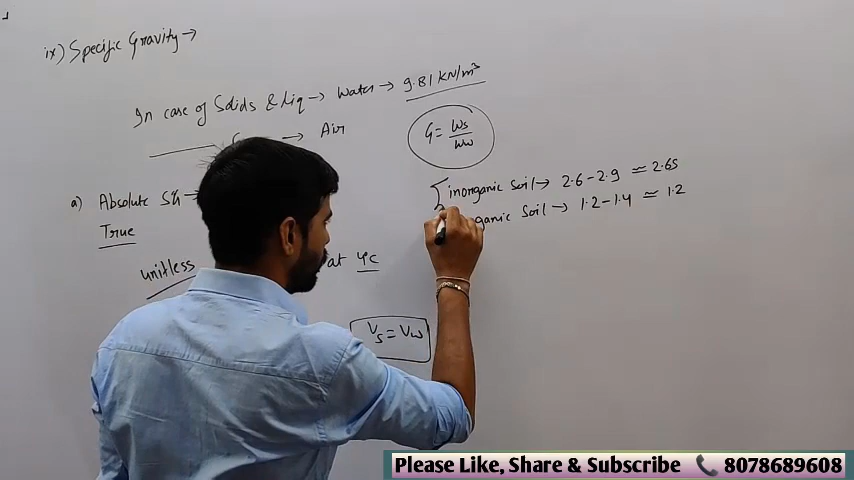 ix) Specific Gravity →
In case of Solids & Liq → Water → 9.81 KN/m³
→ Air
G = Ws/Ww
inorganic Soil → 2.6-2.9 ≃ 2.65
ganic Soil → 1.2-1.4 ≃ 1.2
a) Absolute
True
unitless
at 4°C
Vs = Vw
Please Like, Share & Subscribe 8078689608